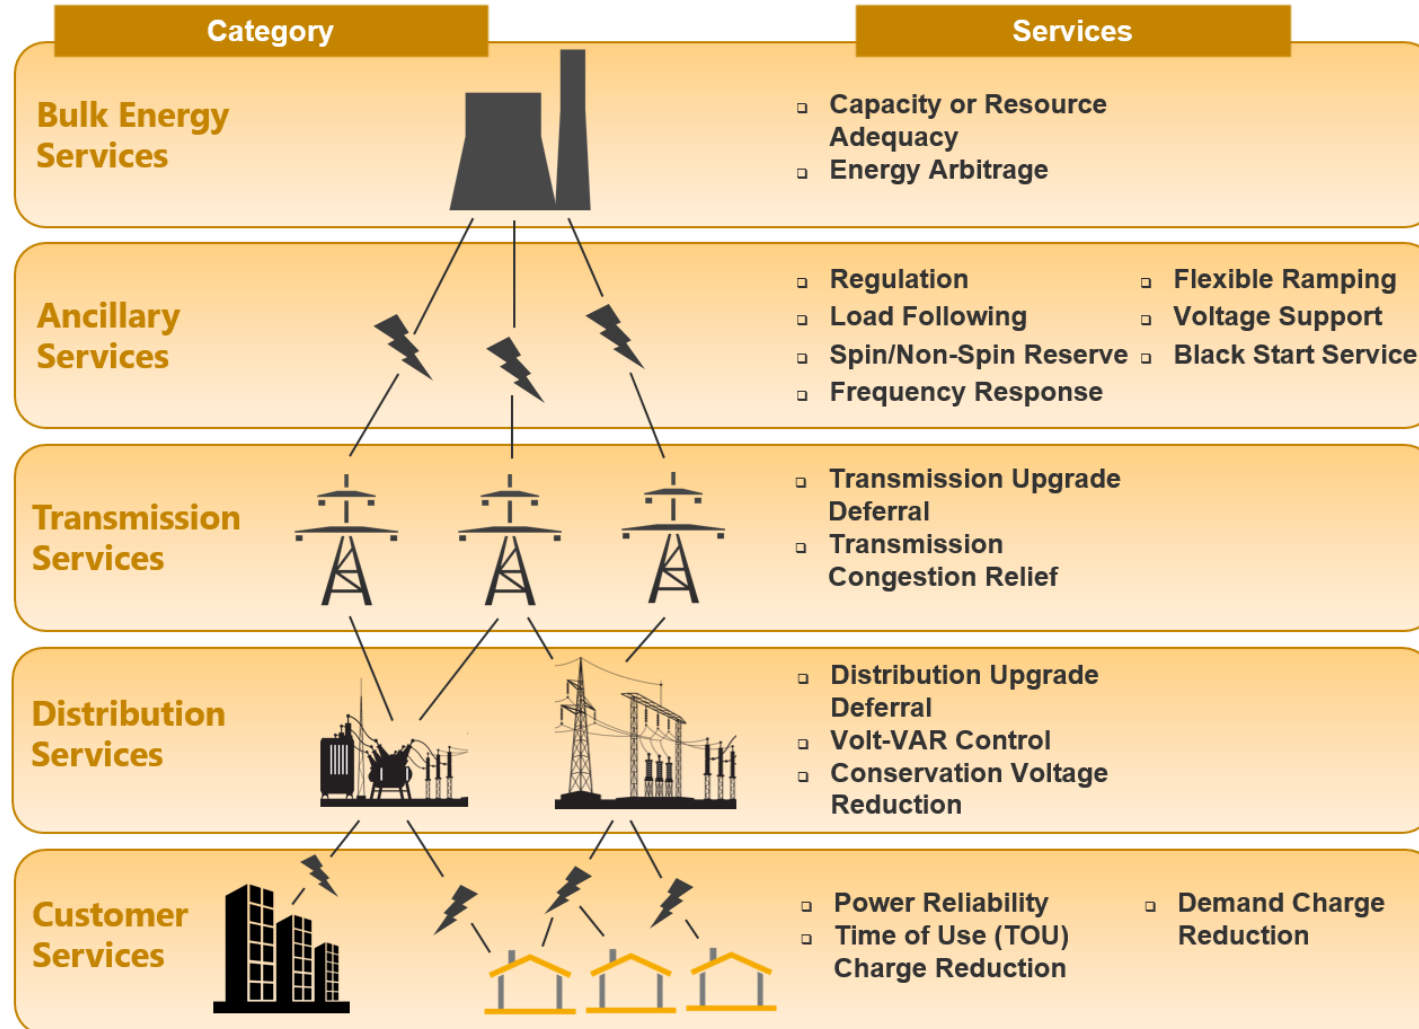 Category
Services
Bulk Energy
Services
Capacity or Resource
Adequacy
Energy Arbitrage
Ancillary
Services
Regulation
Load Following
Spin/Non-Spin Reserve
Frequency Response
Flexible Ramping
Voltage Support
Black Start Service
Transmission
Services
Transmission Upgrade
Deferral
Transmission
Congestion Relief
Distribution
Services
Distribution Upgrade
Deferral
Volt-VAR Control
Conservation Voltage
Reduction
Customer
Services
Power Reliability
Time of Use (TOU)
Charge Reduction
Demand Charge
Reduction